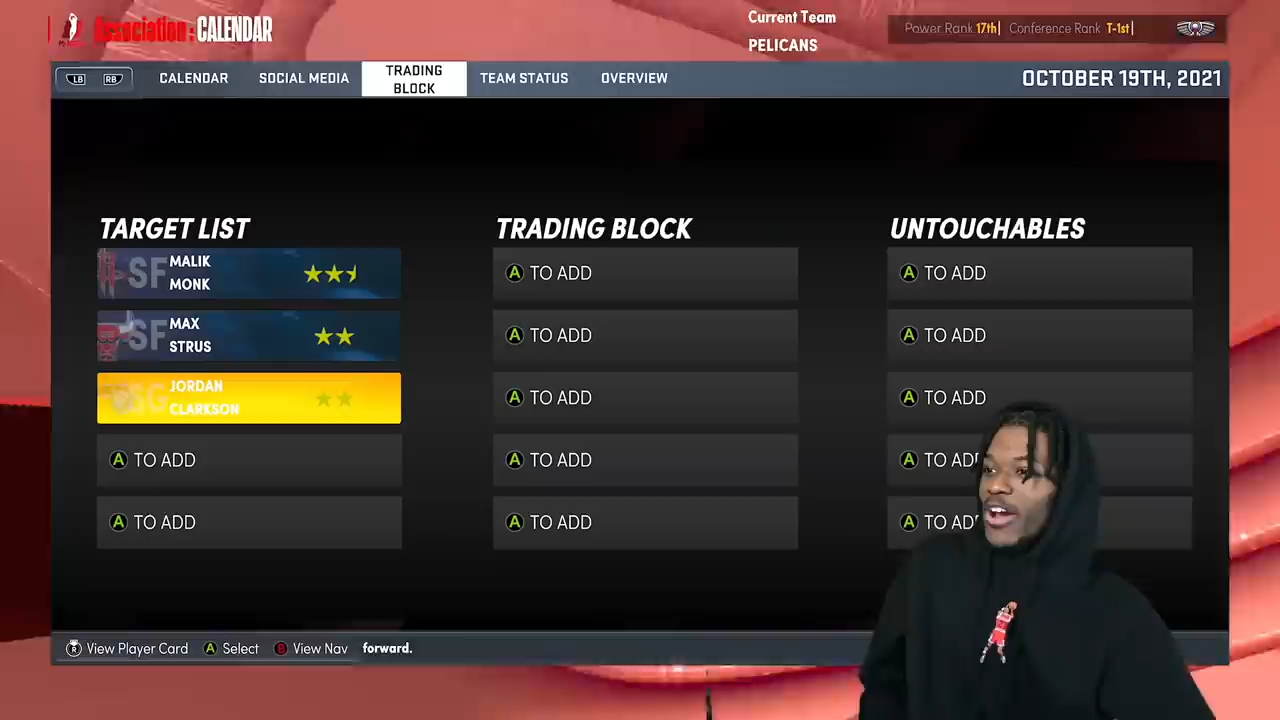 Association: CALENDAR
Current Team
PELICANS
Power Rank 17th| Conference Rank T-1st|
LB RB CALENDAR SOCIAL MEDIA TRADING BLOCK TEAM STATUS OVERVIEW OCTOBER 19TH, 2021
TARGET LIST TRADING BLOCK UNTOUCHABLES
SF MALIK MONK
A TO ADD
A TO ADD
SF MAX STRUS
A TO ADD
A TO ADD
SG JORDAN CLARKSON
A TO ADD
A TO ADD
A TO ADD
A TO ADD
A TO AD
A TO ADD
A TO ADD
A TO AD
R View Player Card A Select B View Nav forward.